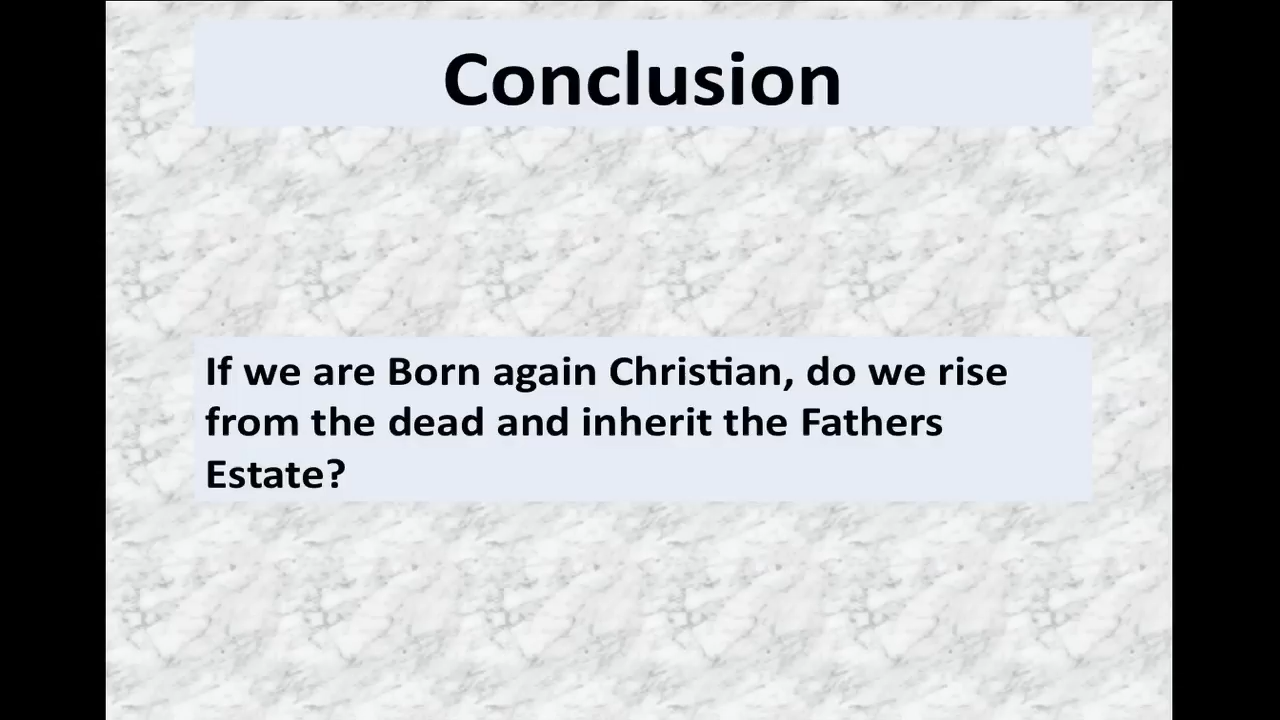 Conclusion
If we are Born again Christian, do we rise
from the dead and inherit the Fathers
Estate?